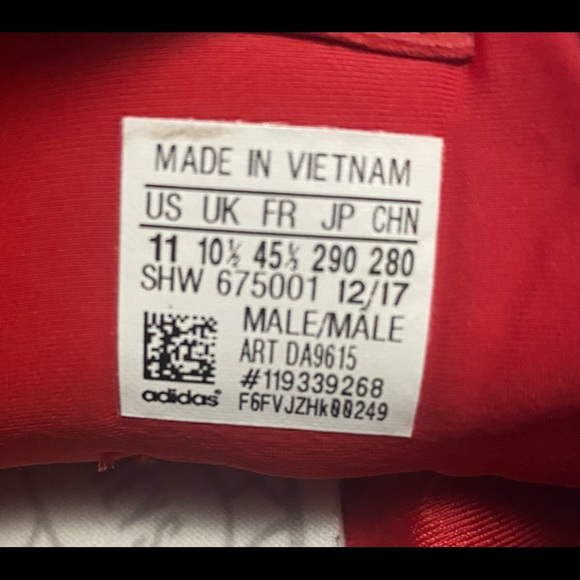 MADE IN VIETNAM
US UK FR JP CHN
11 10½ 45⅓ 290 280
SHW 675001 12/17
MALE/MÂLE
ART DA9615
#119339268
adidas®
F6FVJZHk00249